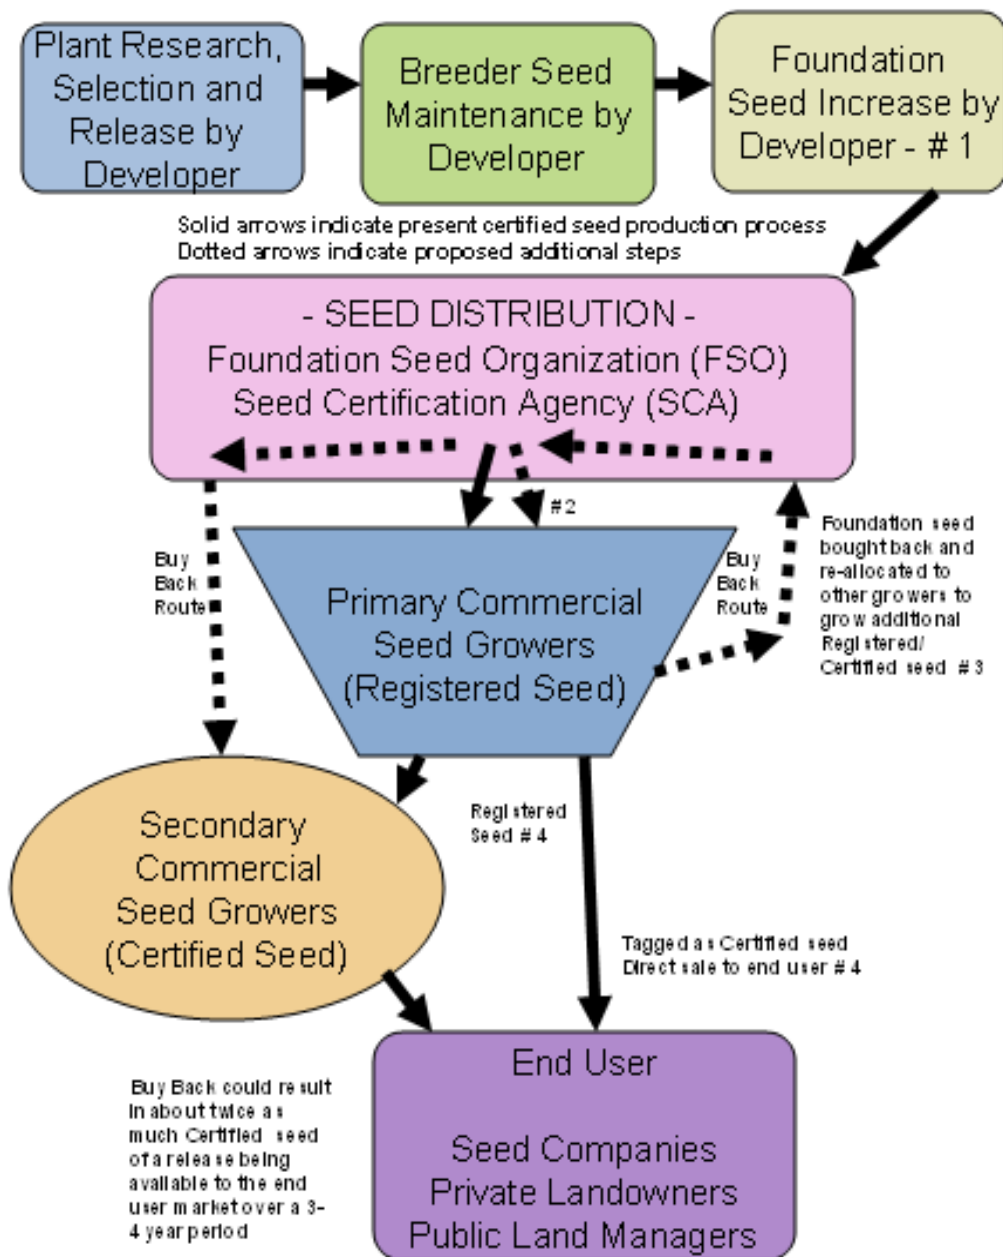 Plant Research,
Selection and
Release by
Developer
Breeder Seed
Maintenance by
Developer
Foundation
Seed Increase by
Developer - # 1
Solid arrows indicate present certified seed production process
Dotted arrows indicate proposed additional steps
- SEED DISTRIBUTION -
Foundation Seed Organization (FSO)
Seed Certification Agency (SCA)
#2
Buy
Back
Route
Primary Commercial
Seed Growers
(Registered Seed)
Buy
Back
Route
Foundation seed
bought back and
re-allocated to
other growers to
grow additional
Registered/
Certified seed # 3
Secondary
Commercial
Seed Growers
(Certified Seed)
Registered
Seed # 4
Tagged as Certified seed
Direct sale to end user # 4
Buy Back could result
in about twice as
much Certified seed
of a release being
available to the end
user market over a 3-
4 year period
End User
Seed Companies
Private Landowners
Public Land Managers